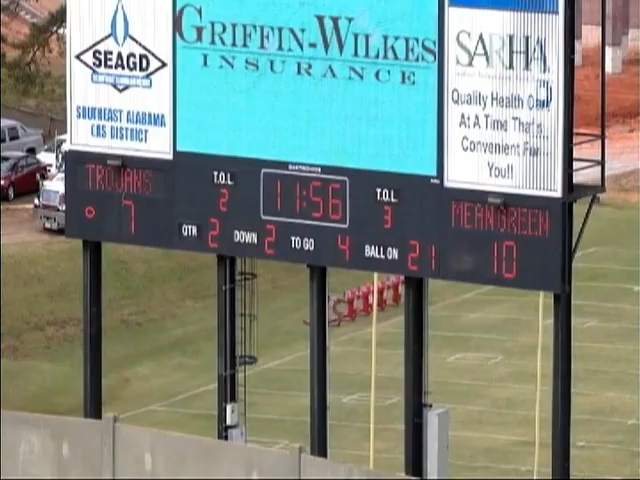 SEAGD
SOUTHEAST ALABAMA
GAS DISTRICT
GRIFFIN-WILKES
INSURANCE
SARHA
Quality Health
At A Time That's
Convenient For
You!!
TROJANS
7
T.O.L
2
11:56
T.O.L
3
MEAN GREEN
10
QTR 2 DOWN 2 TO GO 4 BALL ON 21